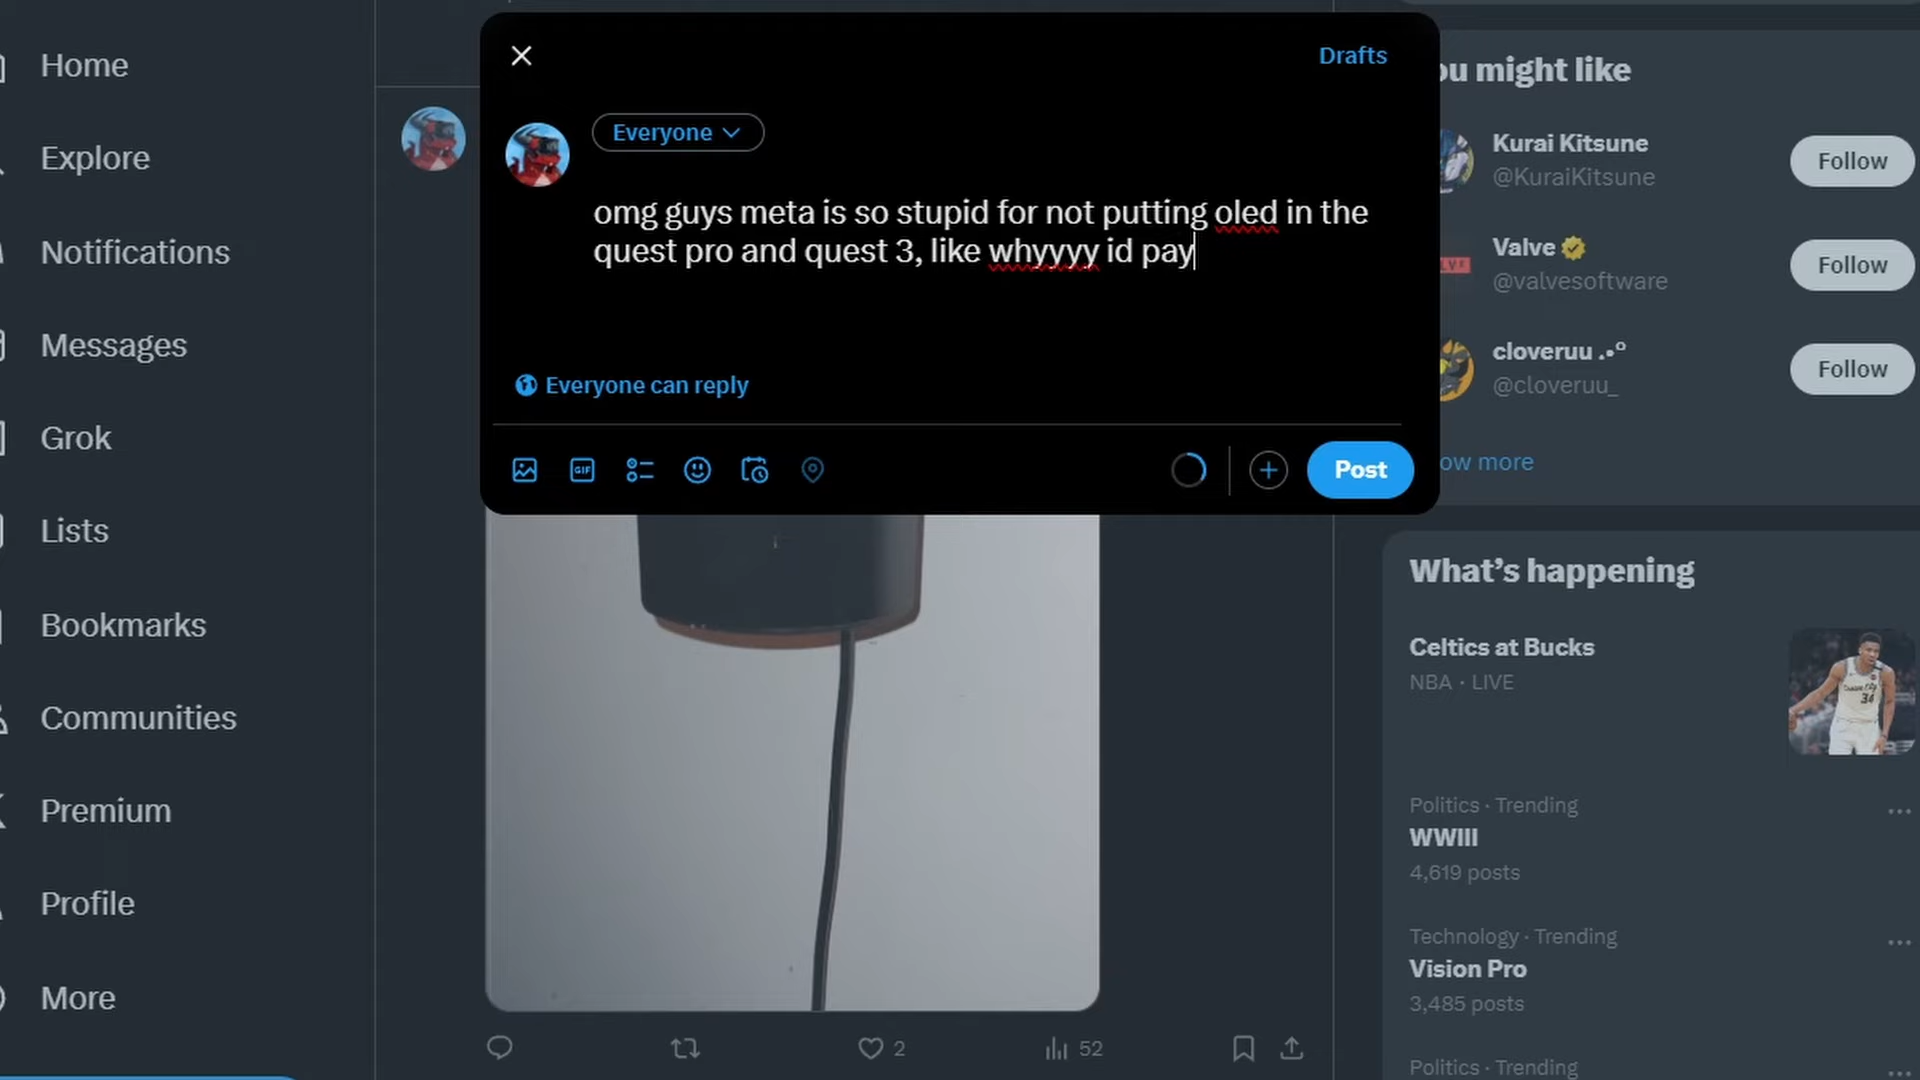 Home
Explore
Notifications
Messages
Grok
Lists
Bookmarks
Communities
Premium
Profile
More
Drafts
Everyone
omg guys meta is so stupid for not putting oled in the
quest pro and quest 3, like whyyyy id pay
Everyone can reply
GIF
Post
2
52
ou might like
Kurai Kitsune
@KuraiKitsune
Follow
Valve
@valvesoftware
Follow
cloveruu .•°
@cloveruu_
Follow
ow more
What's happening
Celtics at Bucks
NBA · LIVE
34
Politics · Trending
WWIII
4,619 posts
Technology · Trending
Vision Pro
3,485 posts
Politics · Trending